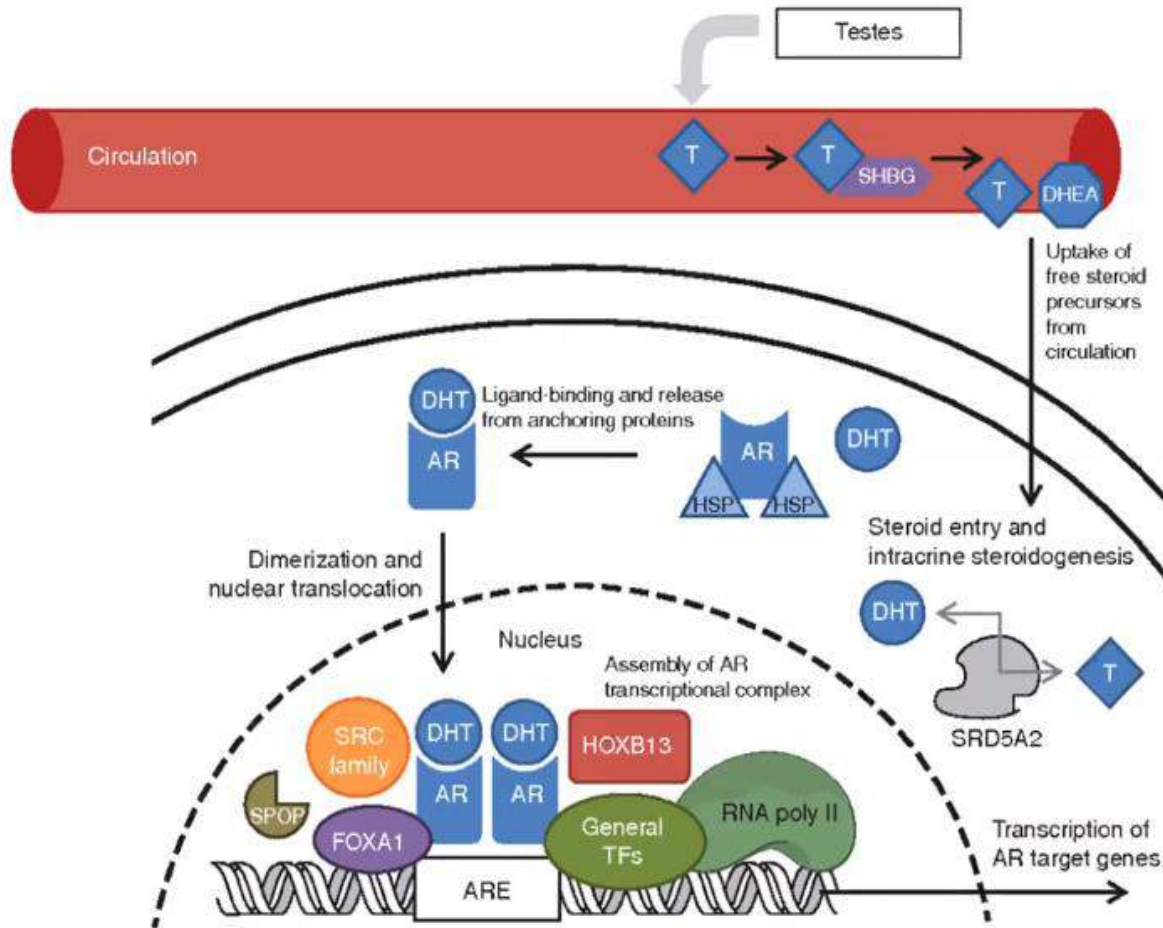 Testes
Circulation
T
T
SHBG
T
DHEA
Uptake of
free steroid
precursors
from
circulation
DHT
AR
Ligand-binding and release
from anchoring proteins
AR
HSP
HSP
DHT
Steroid entry and
intracrine steroidogenesis
DHT
T
SRD5A2
Dimerization and
nuclear translocation
Nucleus
Assembly of AR
transcriptional complex
SRC
family
DHT
DHT
HOXB13
AR
AR
SPOP
FOXA1
General
TFs
RNA poly II
ARE
Transcription of
AR target genes